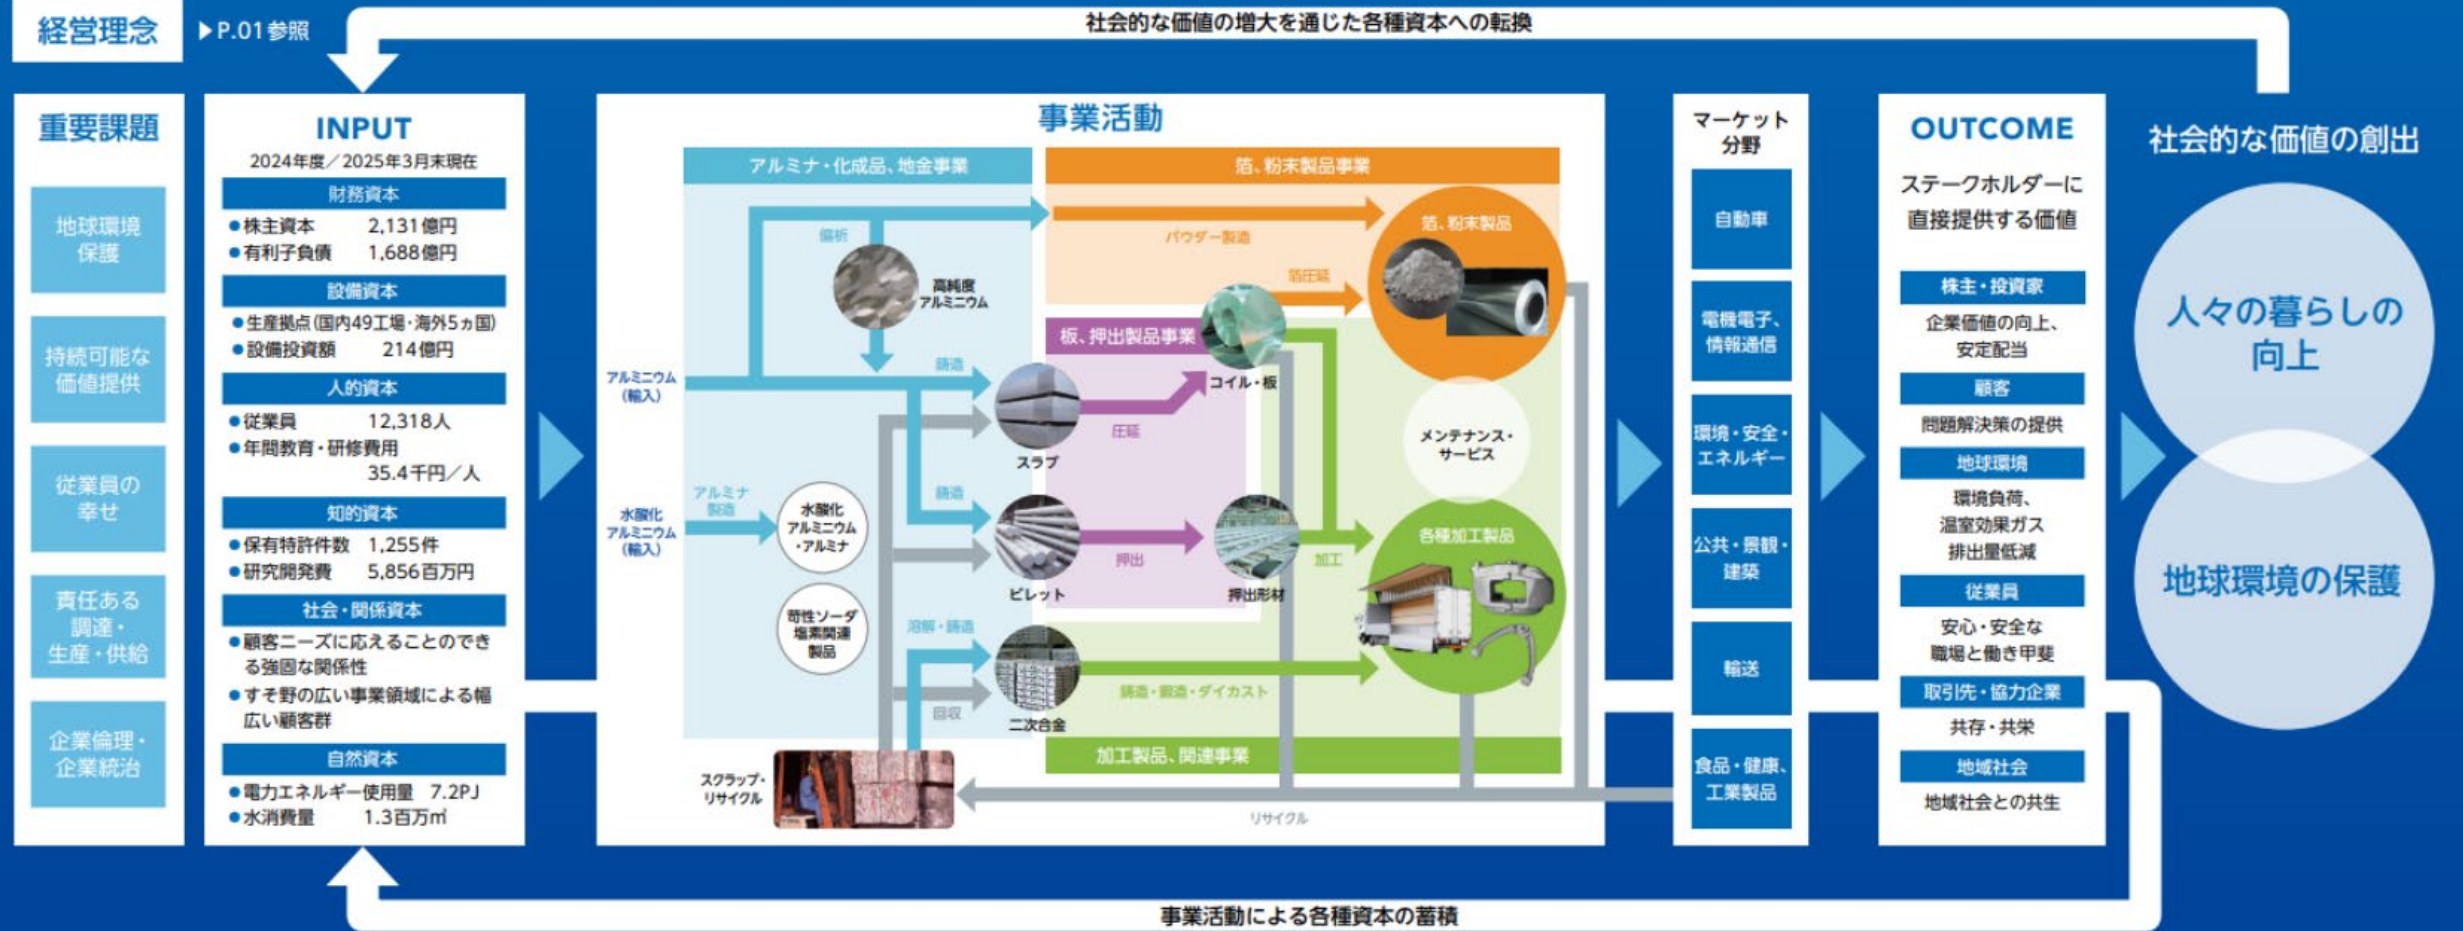 経営理念
▶P.01参照
社会的な価値の増大を通じた各種資本への転換
重要課題
地球環境
保護
持続可能な
価値提供
従業員の
幸せ
責任ある
調達・
生産・供給
企業倫理・
企業統治
INPUT
2024年度／2025年3月末現在
財務資本
●株主資本 2,131億円
●有利子負債 1,688億円
設備資本
●生産拠点(国内49工場・海外5ヵ国)
●設備投資額 214億円
人的資本
●従業員 12,318人
●年間教育・研修費用
35.4千円／人
知的資本
●保有特許件数 1,255件
●研究開発費 5,856百万円
社会・関係資本
●顧客ニーズに応えることのでき
る強固な関係性
●すそ野の広い事業領域による幅
広い顧客群
自然資本
●電力エネルギー使用量 7.2PJ
●水消費量 1.3百万㎥
事業活動
アルミナ・化成品、地金事業
箔、粉末製品事業
偏析
高純度
アルミニウム
パウダー製造
箔圧延
箔、粉末製品
板、押出製品事業
コイル・板
アルミニウム
(輸入)
鋳造
スラブ
圧延
メンテナンス・
サービス
水酸化
アルミニウム
(輸入)
アルミナ
製造
水酸化
アルミニウム
・アルミナ
鋳造
ビレット
押出
押出形材
加工
各種加工製品
苛性ソーダ
塩素関連
製品
溶解・鋳造
回収
二次合金
鋳造・鍛造・ダイカスト
加工製品、関連事業
スクラップ・
リサイクル
リサイクル
マーケット
分野
自動車
電機電子、
情報通信
環境・安全・
エネルギー
公共・景観・
建築
輸送
食品・健康、
工業製品
OUTCOME
ステークホルダーに
直接提供する価値
株主・投資家
企業価値の向上、
安定配当
顧客
問題解決策の提供
地球環境
環境負荷、
温室効果ガス
排出量低減
従業員
安心・安全な
職場と働き甲斐
取引先・協力企業
共存・共栄
地域社会
地域社会との共生
社会的な価値の創出
人々の暮らしの
向上
地球環境の保護
事業活動による各種資本の蓄積